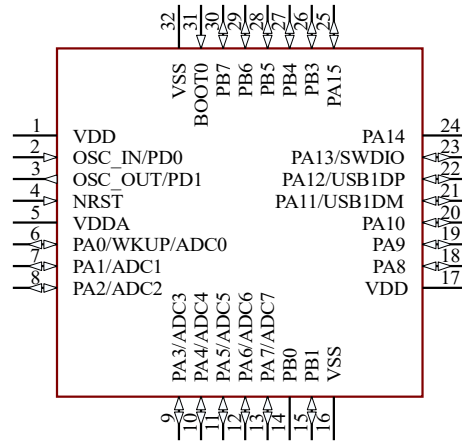 32
31
30
29
28
27
26
25
VSS
BOOT0
PB7
PB6
PB5
PB4
PB3
PA15
1 VDD
2 OSC_IN/PD0
3 OSC_OUT/PD1
4 NRST
5 VDDA
6 PA0/WKUP/ADC0
7 PA1/ADC1
8 PA2/ADC2
PA14 24
PA13/SWDIO 23
PA12/USB1DP 22
PA11/USB1DM 21
PA10 20
PA9 19
PA8 18
VDD 17
PA3/ADC3
PA4/ADC4
PA5/ADC5
PA6/ADC6
PA7/ADC7
PB0
PB1
VSS
9
10
11
12
13
14
15
16